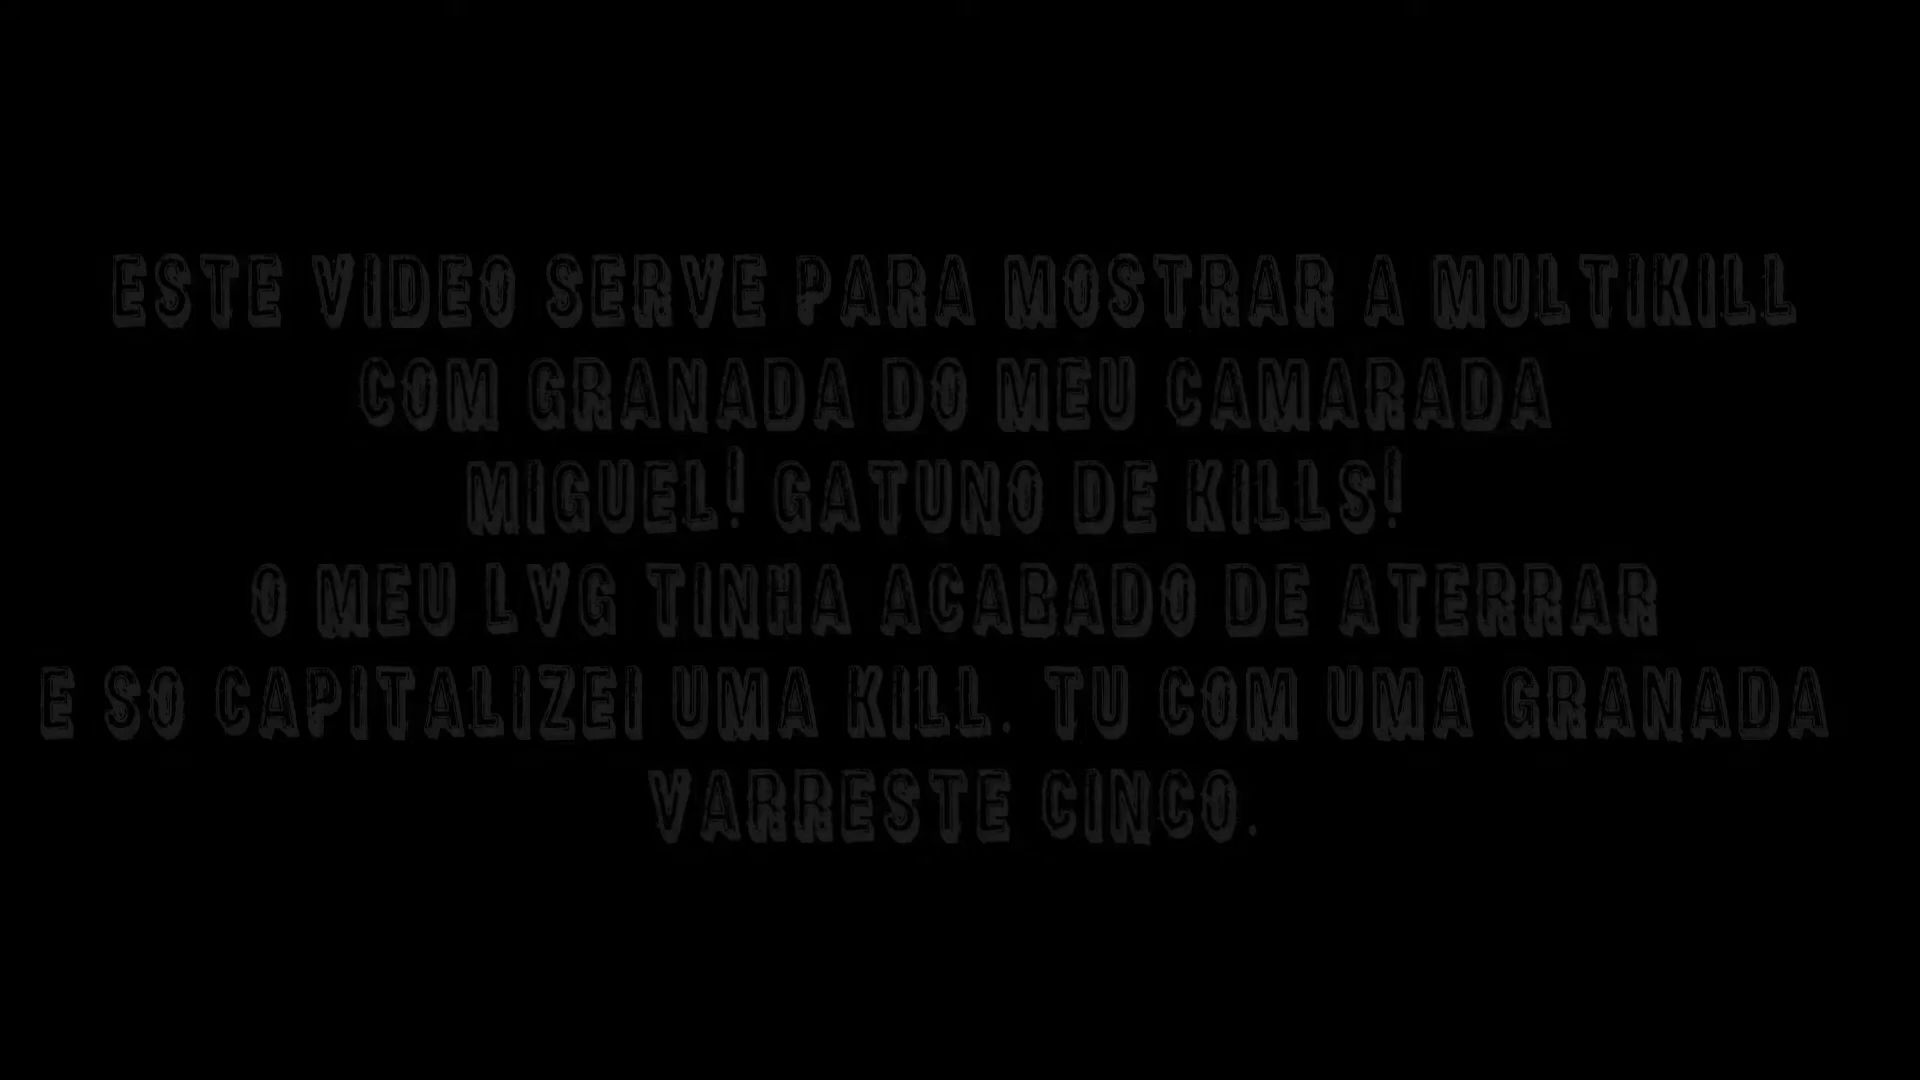 ESTE VIDEO SERVE PARA MOSTRAR A MULTIKILL
COM GRANADA DO MEU CAMARADA
MIGUEL! GATUNO DE KILLS!
O MEU LVG TINHA ACABADO DE ATERRAR
E SO CAPITALIZEI UMA KILL. TU COM UMA GRANADA
VARRESTE CINCO.